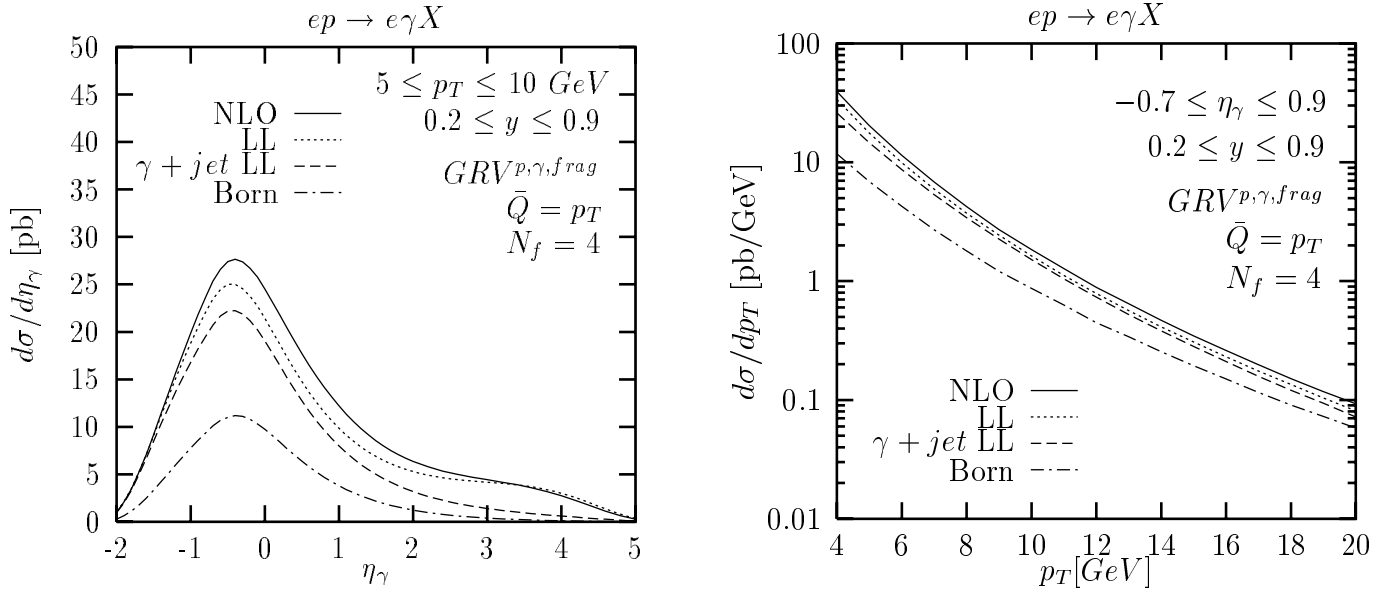 ep → eγX
50
45
40
35
30
25
20
15
10
5
0
dσ/dη_γ [pb]
5 ≤ p_T ≤ 10 GeV
0.2 ≤ y ≤ 0.9
GRV^{p,γ,frag}
Q̄ = p_T
N_f = 4
NLO
LL
γ + jet LL
Born
-2 -1 0 1 2 3 4 5
η_γ
ep → eγX
100
10
1
0.1
0.01
dσ/dp_T [pb/GeV]
−0.7 ≤ η_γ ≤ 0.9
0.2 ≤ y ≤ 0.9
GRV^{p,γ,frag}
Q̄ = p_T
N_f = 4
NLO
LL
γ + jet LL
Born
4 6 8 10 12 14 16 18 20
p_T[GeV]